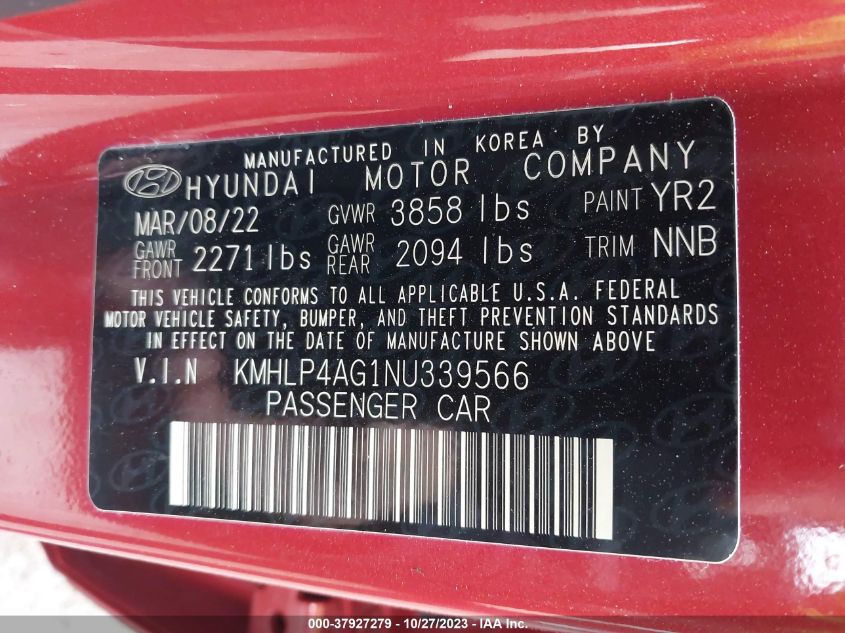 MANUFACTURED IN KOREA BY
HYUNDAI MOTOR COMPANY
MAR/08/22 GVWR 3858 lbs PAINT YR2
GAWR FRONT 2271 lbs GAWR REAR 2094 lbs TRIM NNB
THIS VEHICLE CONFORMS TO ALL APPLICABLE U.S.A. FEDERAL
MOTOR VEHICLE SAFETY, BUMPER, AND THEFT PREVENTION STANDARDS
IN EFFECT ON THE DATE OF MANUFACTURE SHOWN ABOVE
V.I.N KMHLP4AG1NU339566
PASSENGER CAR
000-37927279 - 10/27/2023 - IAA Inc.